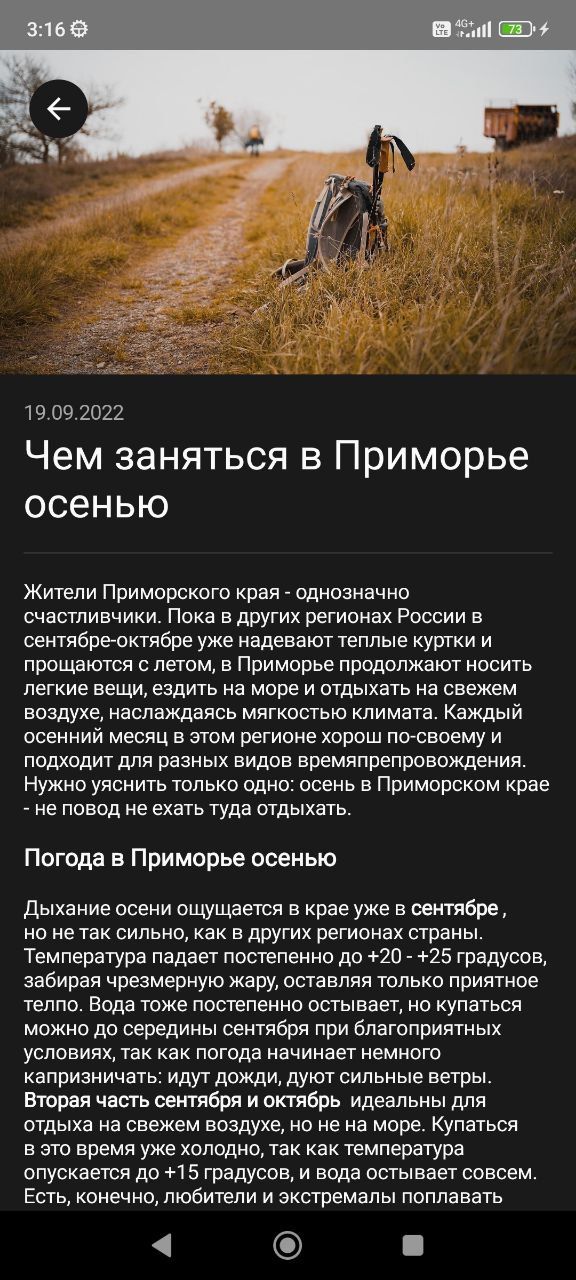 3:16
Vo LTE 4G+ 73
19.09.2022
Чем заняться в Приморье
осенью
Жители Приморского края - однозначно
счастливчики. Пока в других регионах России в
сентябре-октябре уже надевают теплые куртки и
прощаются с летом, в Приморье продолжают носить
легкие вещи, ездить на море и отдыхать на свежем
воздухе, наслаждаясь мягкостью климата. Каждый
осенний месяц в этом регионе хорош по-своему и
подходит для разных видов времяпрепровождения.
Нужно уяснить только одно: осень в Приморском крае
- не повод не ехать туда отдыхать.
Погода в Приморье осенью
Дыхание осени ощущается в крае уже в сентябре ,
но не так сильно, как в других регионах страны.
Температура падает постепенно до +20 - +25 градусов,
забирая чрезмерную жару, оставляя только приятное
телпо. Вода тоже постепенно остывает, но купаться
можно до середины сентября при благоприятных
условиях, так как погода начинает немного
капризничать: идут дожди, дуют сильные ветры.
Вторая часть сентября и октябрь идеальны для
отдыха на свежем воздухе, но не на море. Купаться
в это время уже холодно, так как температура
опускается до +15 градусов, и вода остывает совсем.
Есть, конечно, любители и экстремалы поплавать